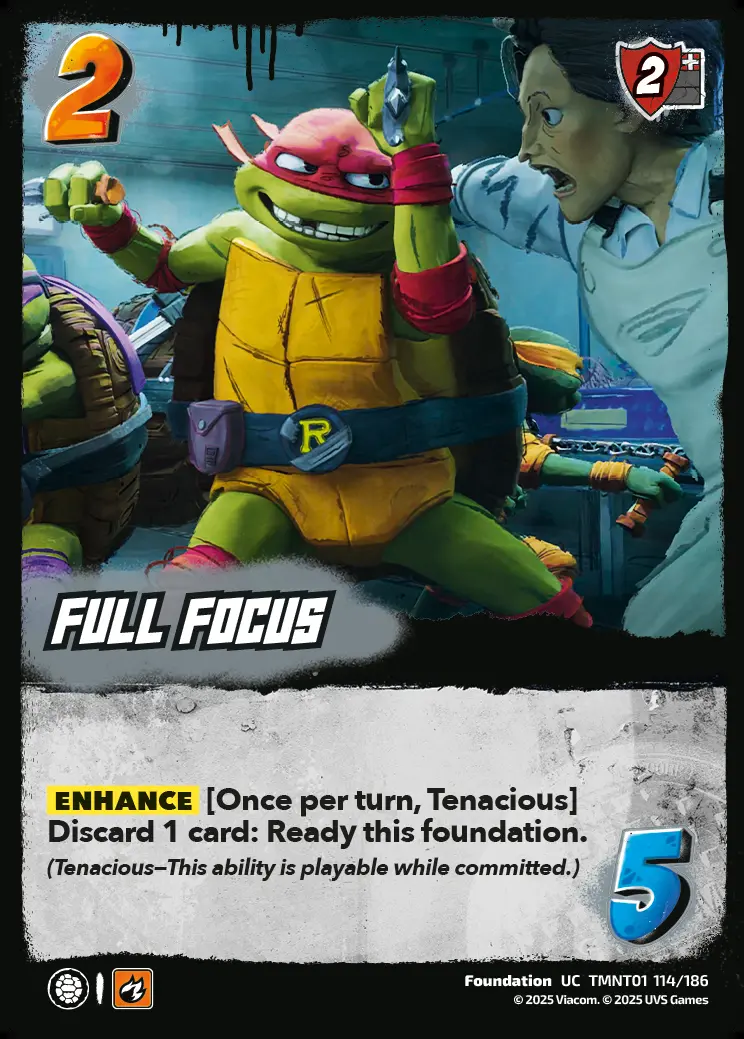 2
2
R
FULL FOCUS
ENHANCE [Once per turn, Tenacious]
Discard 1 card: Ready this foundation.
(Tenacious—This ability is playable while committed.)
5
Foundation UC TMNT01 114/186
© 2025 Viacom. © 2025 UVS Games